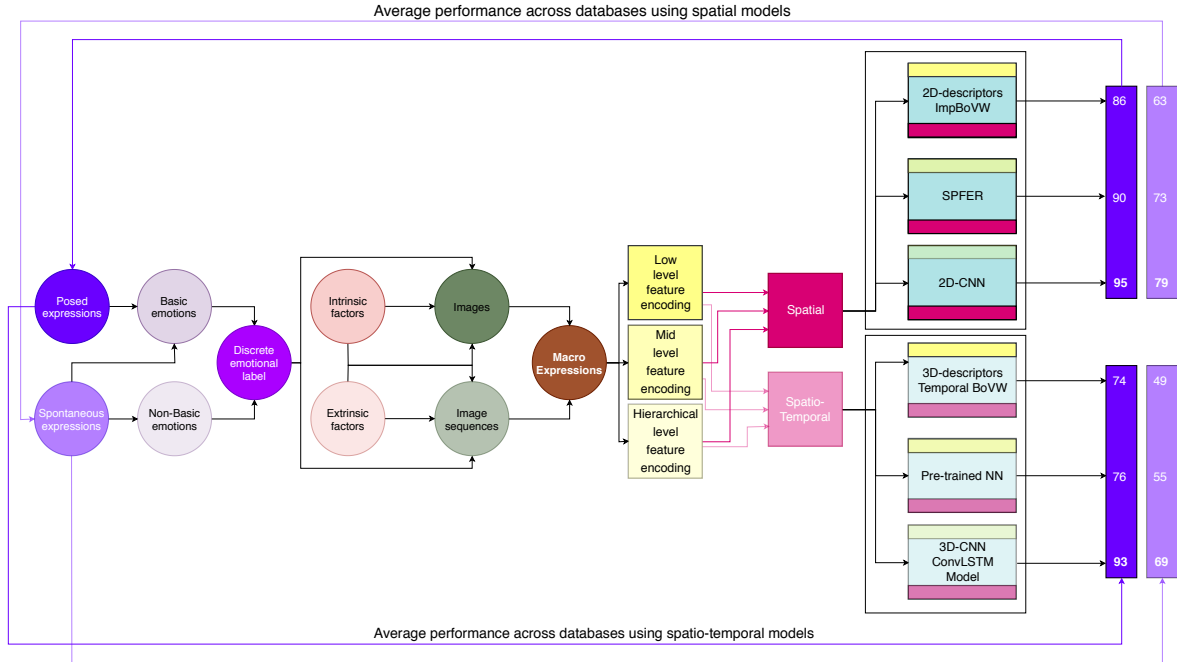 Average performance across databases using spatial models
Posed
expressions
Spontaneous
expressions
Basic
emotions
Non-Basic
emotions
Discrete
emotional
label
Intrinsic
factors
Extrinsic
factors
Images
Image
sequences
Macro
Expressions
Low
level
feature
encoding
Mid
level
feature
encoding
Hierarchical
level
feature
encoding
Spatial
Spatio-
Temporal
2D-descriptors
ImpBoVW
SPFER
2D-CNN
3D-descriptors
Temporal BoVW
Pre-trained NN
3D-CNN
ConvLSTM
Model
86 63
90 73
95 79
74 49
76 55
93 69
Average performance across databases using spatio-temporal models